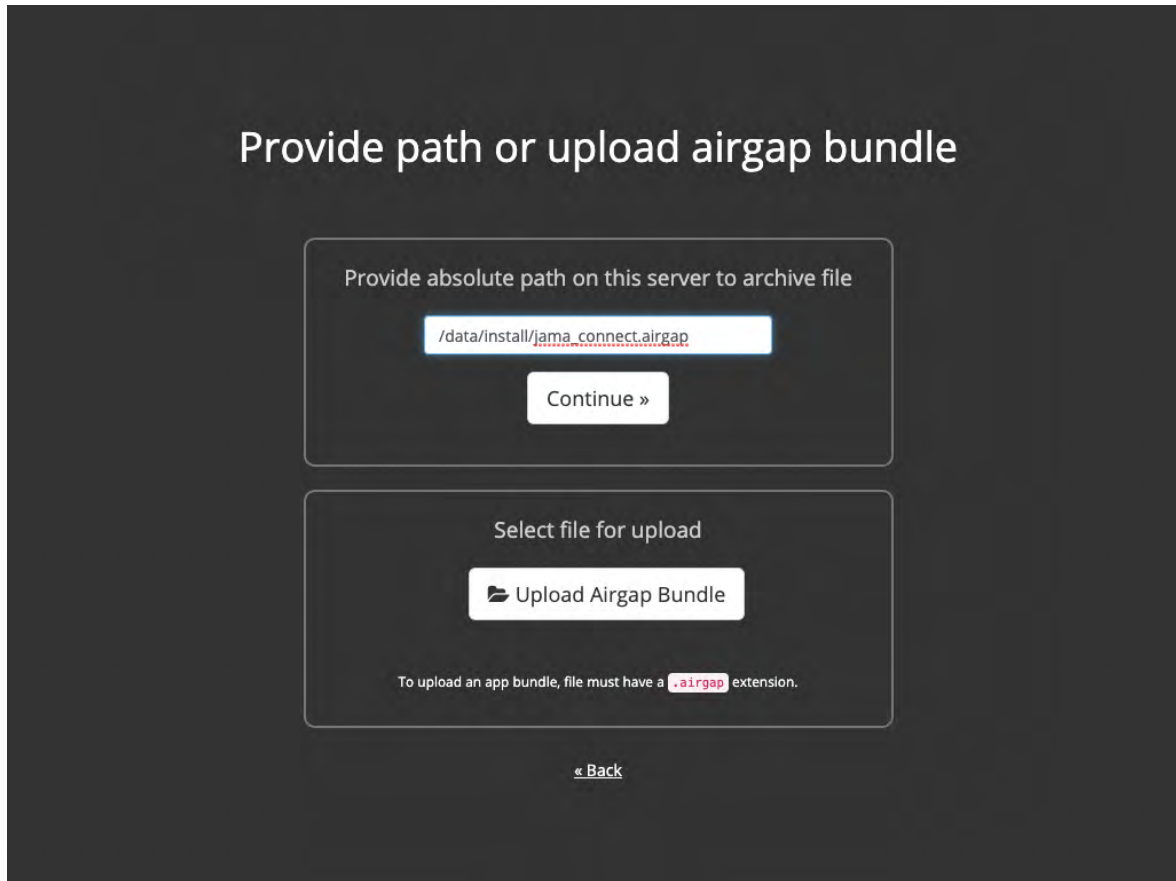 Provide path or upload airgap bundle
Provide absolute path on this server to archive file
/data/install/jama_connect.airgap
Continue »
Select file for upload
Upload Airgap Bundle
To upload an app bundle, file must have a .airgap extension.
« Back